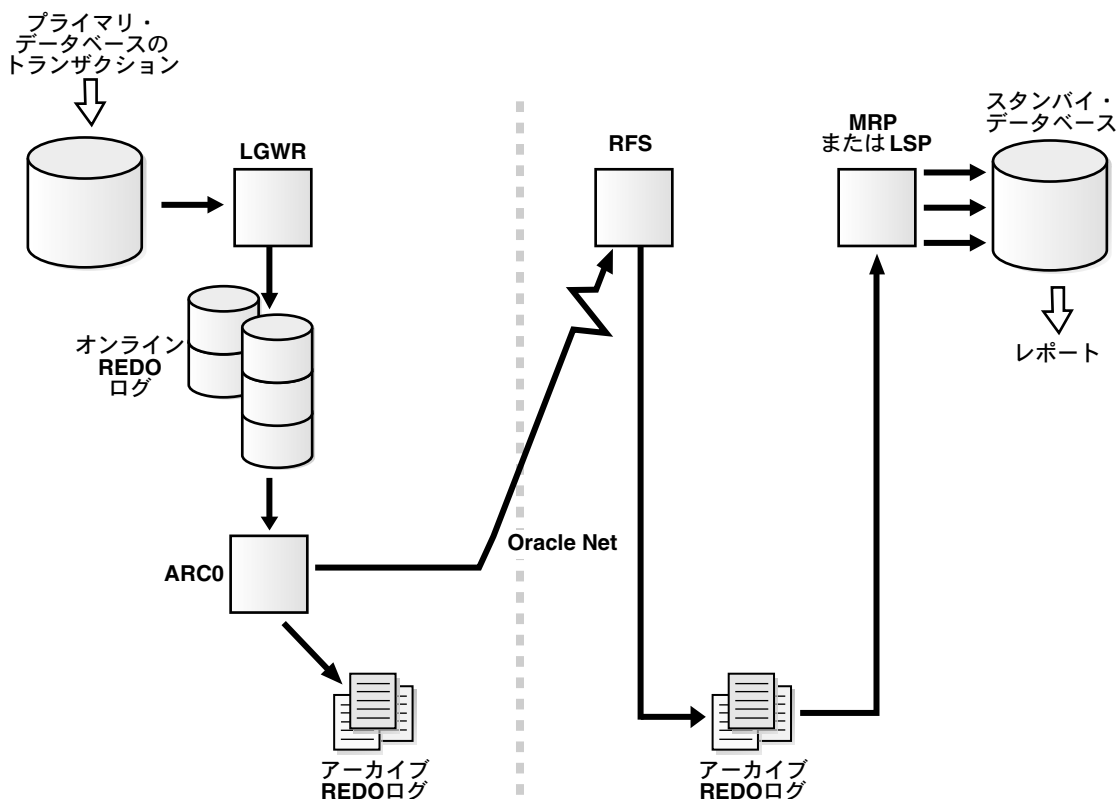 プライマリ・
データベースの
トランザクション
LGWR
オンライン
REDO
ログ
ARC0
アーカイブ
REDOログ
Oracle Net
RFS
アーカイブ
REDOログ
MRP
または LSP
スタンバイ・
データベース
レポート